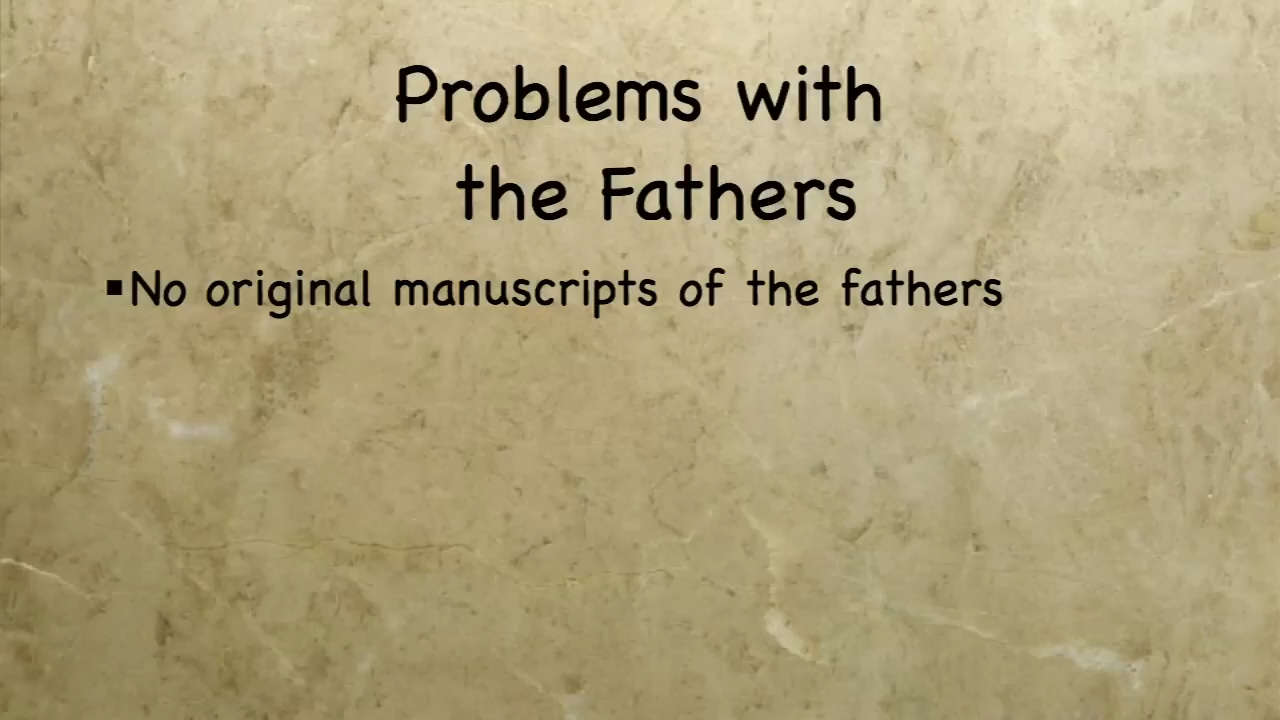 Problems with
the Fathers
▪No original manuscripts of the fathers